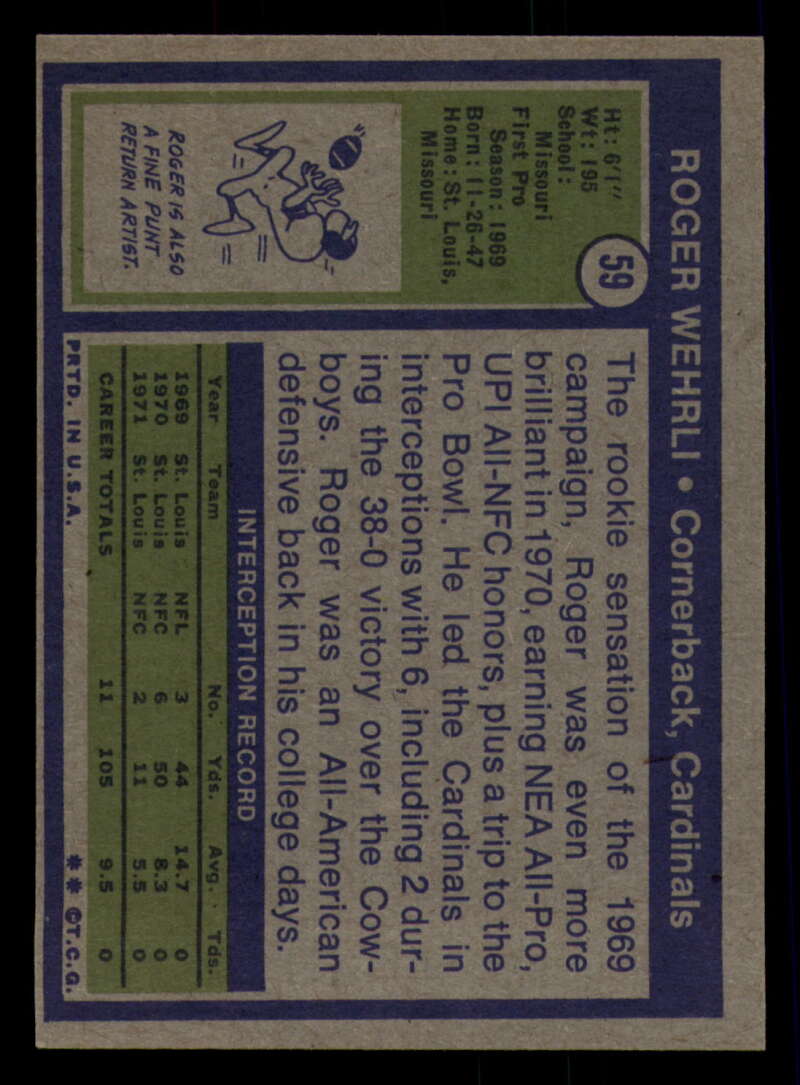 ROGER WEHRLI • Cornerback, Cardinals
59
Ht: 6'1"
Wt: 195
School:
Missouri
First Pro
Season: 1969
Born: 11-26-47
Home: St. Louis,
Missouri
ROGER IS ALSO
A FINE PUNT
RETURN ARTIST.
The rookie sensation of the 1969
campaign, Roger was even more
brilliant in 1970, earning NEA All-Pro,
UPI All-NFC honors, plus a trip to the
Pro Bowl. He led the Cardinals in
interceptions with 6, including 2 dur-
ing the 38-0 victory over the Cow-
boys. Roger was an All-American
defensive back in his college days.
INTERCEPTION RECORD
Year Team No. Yds. Avg. Tds.
1969 St. Louis NFL 3 44 14.7 0
1970 St. Louis NFC 6 50 8.3 0
1971 St. Louis NFC 2 11 5.5 0
CAREER TOTALS 11 105 9.5 0
PRTD. IN U.S.A. ** ©T.C.G.